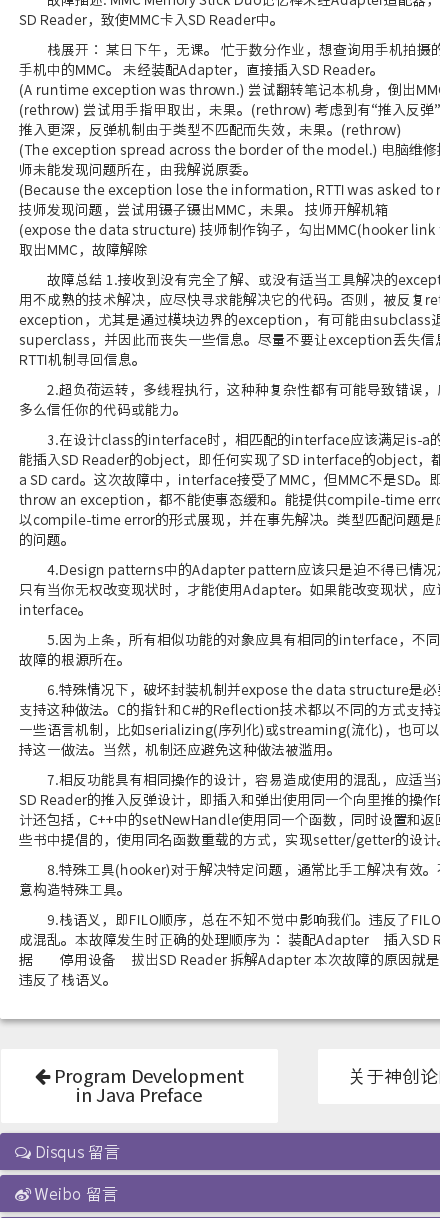 故障描述: MMC Memory Stick Duo记忆棒未经Adapter适配器，
SD Reader，致使MMC卡入SD Reader中。
栈展开： 某日下午，无课。 忙于数分作业，想查询用手机拍摄的
手机中的MMC。 未经装配Adapter，直接插入SD Reader。
(A runtime exception was thrown.) 尝试翻转笔记本机身，倒出MM
(rethrow) 尝试用手指甲取出，未果。(rethrow) 考虑到有“推入反弹”
推入更深，反弹机制由于类型不匹配而失效，未果。(rethrow)
(The exception spread across the border of the model.) 电脑维修
师未能发现问题所在，由我解说原委。
(Because the exception lose the information, RTTI was asked to
技师发现问题，尝试用镊子镊出MMC，未果。 技师开解机箱
(expose the data structure) 技师制作钩子，勾出MMC(hooker link
取出MMC，故障解除
故障总结 1.接收到没有完全了解、或没有适当工具解决的except
用不成熟的技术解决，应尽快寻求能解决它的代码。否则，被反复ret
exception，尤其是通过模块边界的exception，有可能由subclass退
superclass，并因此而丧失一些信息。尽量不要让exception丢失信
RTTI机制寻回信息。
2.超负荷运转，多线程执行，这种种复杂性都有可能导致错误，
多么信任你的代码或能力。
3.在设计class的interface时，相匹配的interface应该满足is-a的
能插入SD Reader的object，即任何实现了SD interface的object，都
a SD card。这次故障中，interface接受了MMC，但MMC不是SD。即
throw an exception，都不能使事态缓和。能提供compile-time erro
以compile-time error的形式展现，并在事先解决。类型匹配问题是
的问题。
4.Design patterns中的Adapter pattern应该只是迫不得已情况
只有当你无权改变现状时，才能使用Adapter。如果能改变现状，应
interface。
5.因为上条，所有相似功能的对象应具有相同的interface，不同
故障的根源所在。
6.特殊情况下，破坏封装机制并expose the data structure是必
支持这种做法。C的指针和C#的Reflection技术都以不同的方式支持
一些语言机制，比如serializing(序列化)或streaming(流化)，也可以
持这一做法。当然，机制还应避免这种做法被滥用。
7.相反功能具有相同操作的设计，容易造成使用的混乱，应适当
SD Reader的推入反弹设计，即插入和弹出使用同一个向里推的操作
计还包括，C++中的setNewHandle使用同一个函数，同时设置和返
些书中提倡的，使用同名函数重载的方式，实现setter/getter的设计。
8.特殊工具(hooker)对于解决特定问题，通常比手工解决有效。
意构造特殊工具。
9.栈语义，即FILO顺序，总在不知不觉中影响我们。违反了FILO
成混乱。本故障发生时正确的处理顺序为： 装配Adapter 插入SD R
据 停用设备 拔出SD Reader 拆解Adapter 本次故障的原因就是
违反了栈语义。
Program Development
in Java Preface
关于神创论
Disqus 留言
Weibo 留言